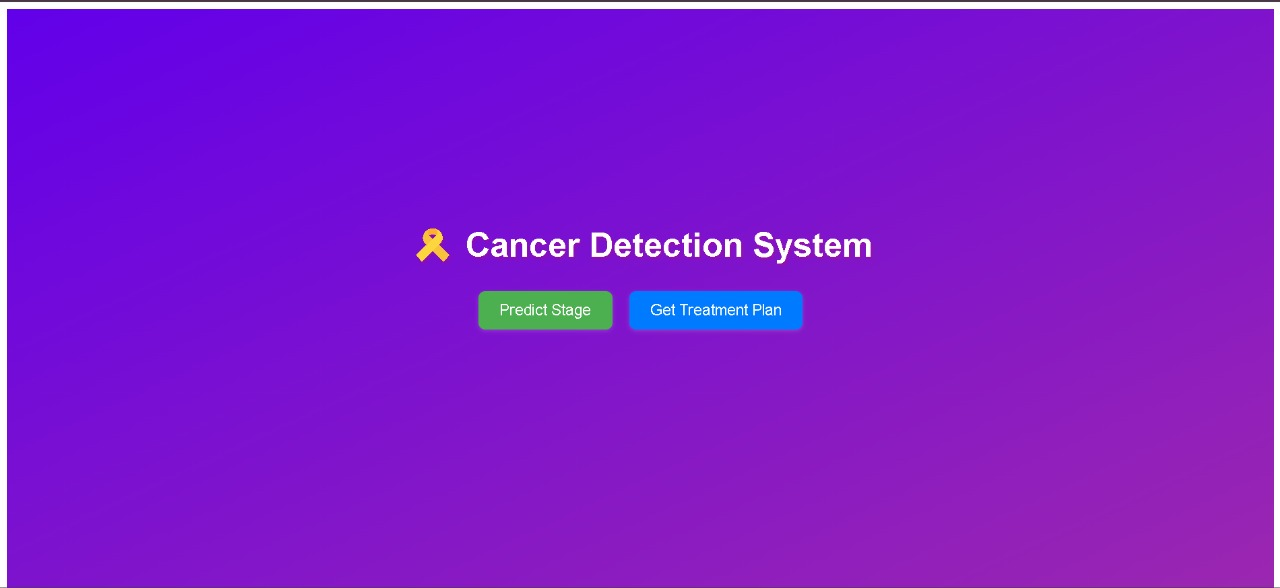 Cancer Detection System
Predict Stage Get Treatment Plan